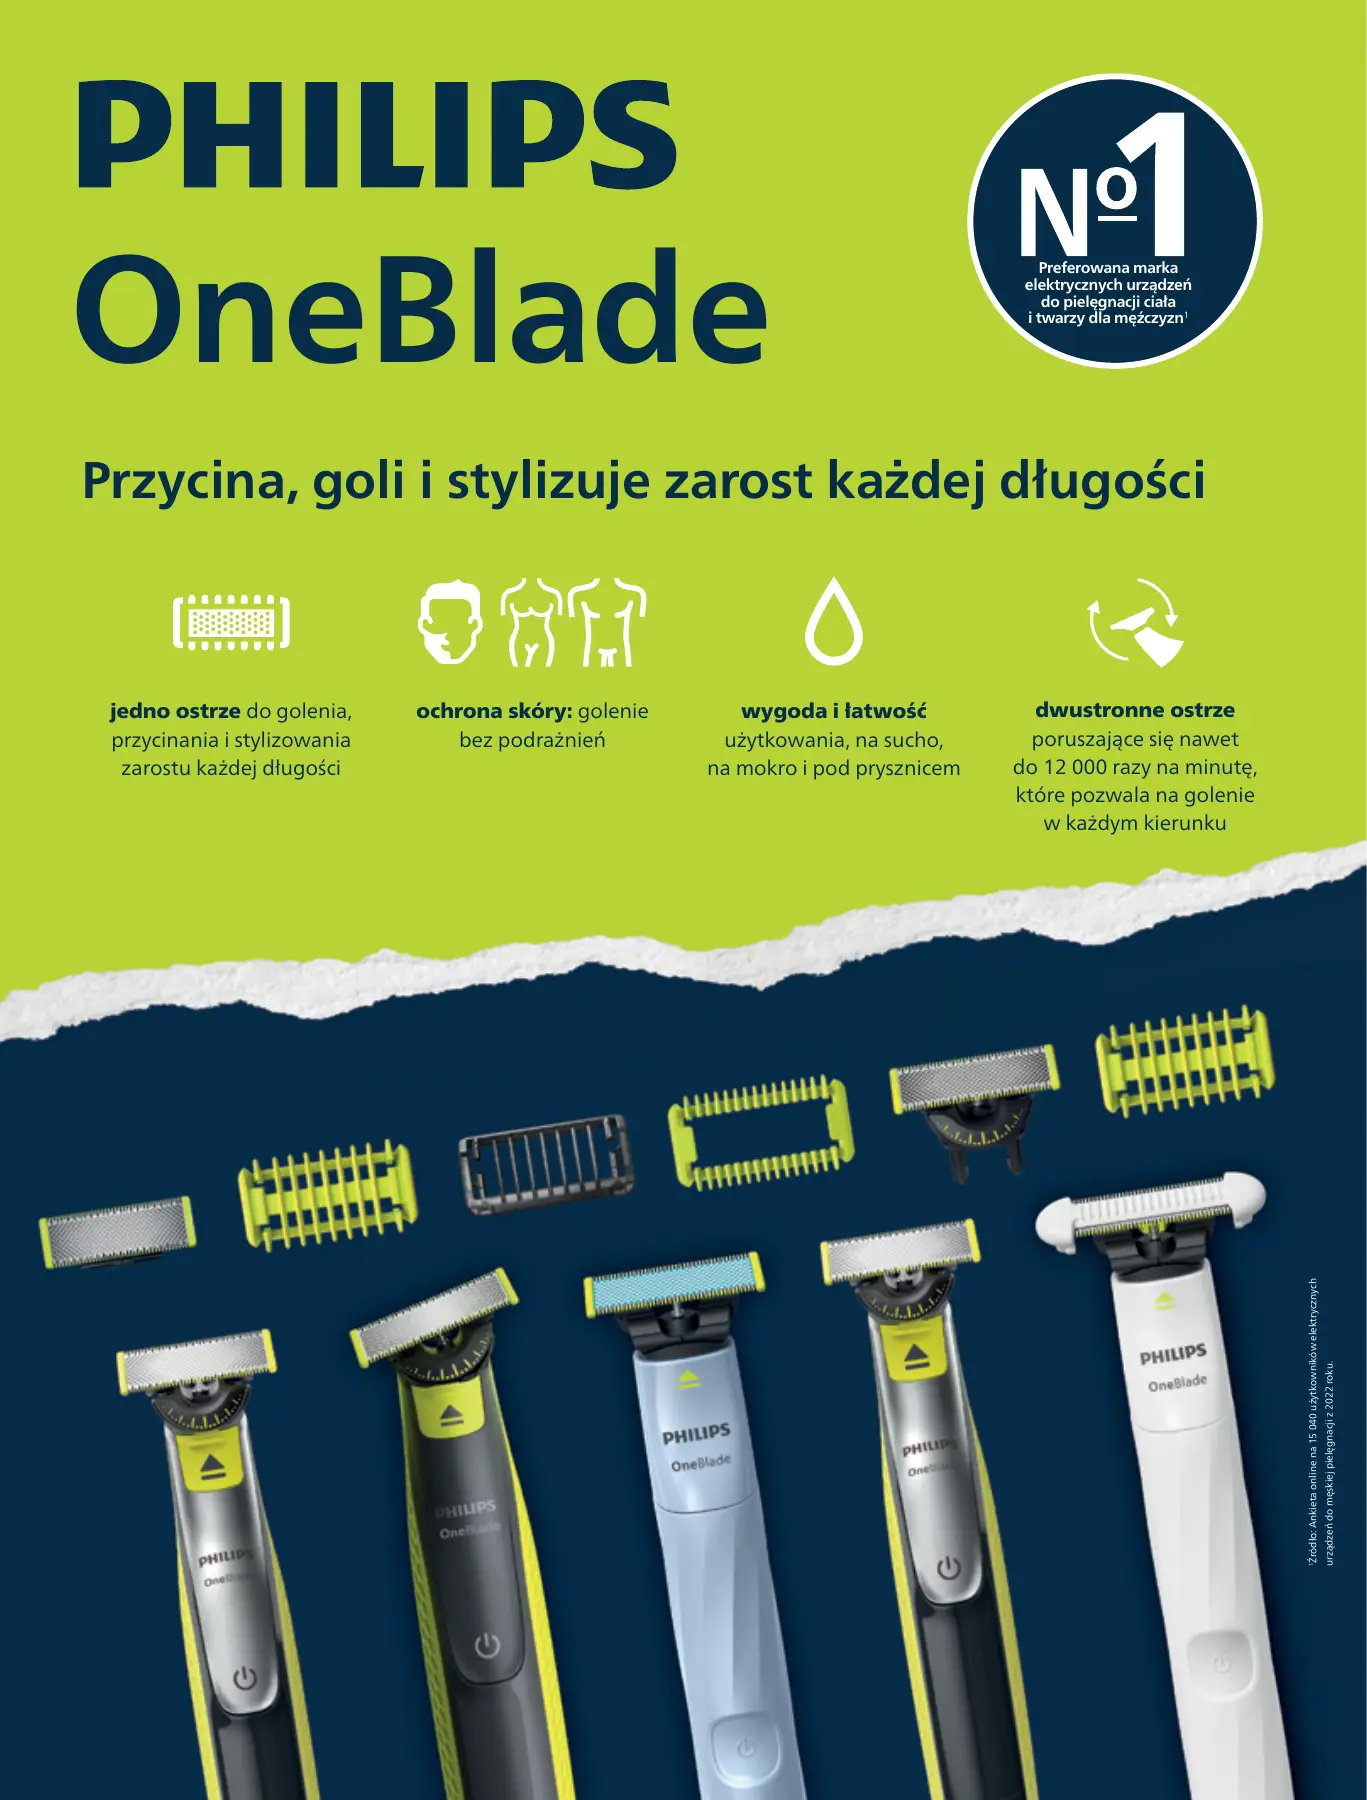 PHILIPS
OneBlade
Nº1
Preferowana marka
elektrycznych urządzeń
do pielęgnacji ciała
i twarzy dla mężczyzn¹
Przycina, goli i stylizuje zarost każdej długości
jedno ostrze do golenia,
przycinania i stylizowania
zarostu każdej długości
ochrona skóry: golenie
bez podrażnień
wygoda i łatwość
użytkowania, na sucho,
na mokro i pod prysznicem
dwustronne ostrze
poruszające się nawet
do 12 000 razy na minutę,
które pozwala na golenie
w każdym kierunku
PHILIPS
OneBlade
PHILIPS
OneBlade
PHILIPS
OneBlade
PHILIPS
OneBlade
PHILIPS
OneBlade
¹Źródło: Ankieta online na 15 040 użytkowników elektrycznych
urządzeń do męskiej pielęgnacji z 2022 roku.